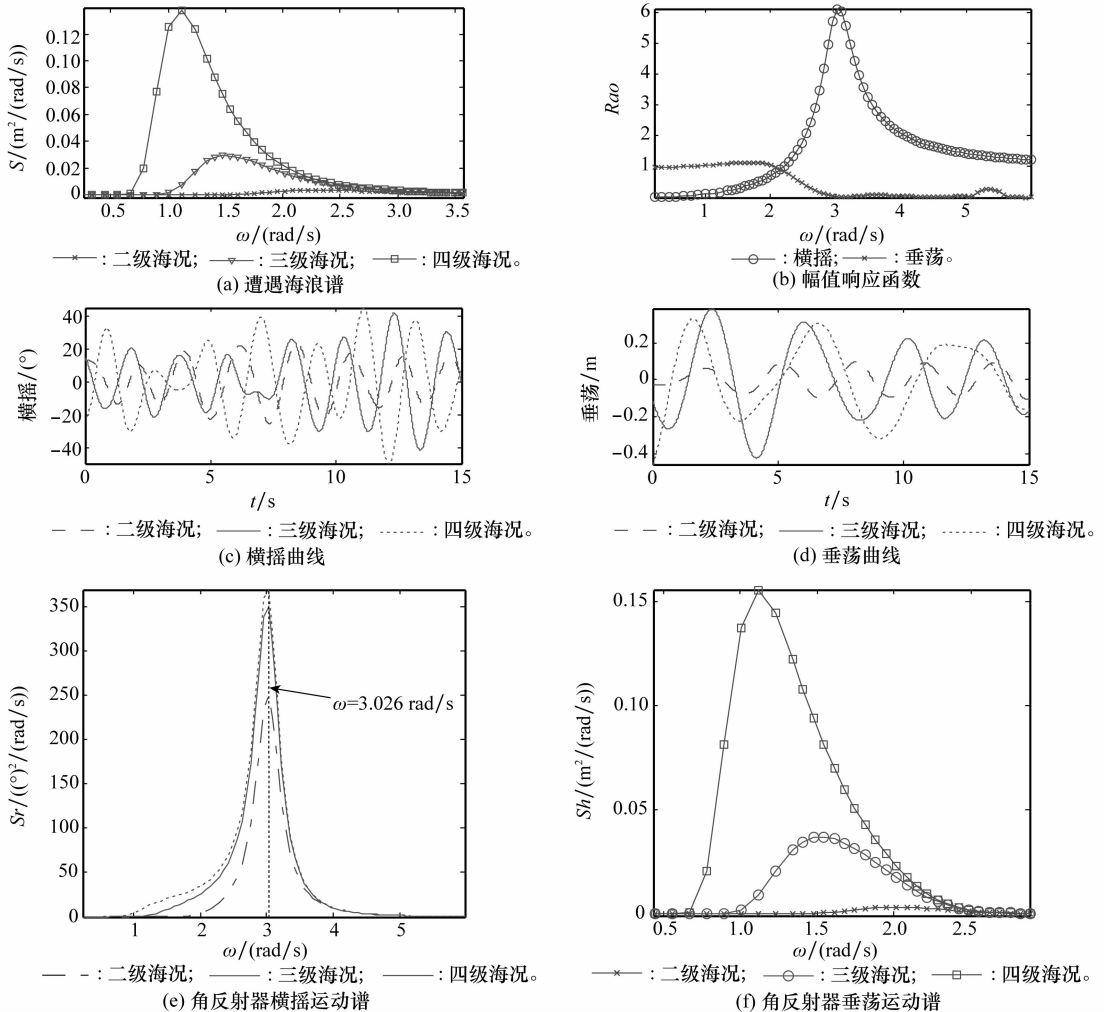 S/(m²/(rad/s))
0.12
0.10
0.08
0.06
0.04
0.02
0
0.5 1.0 1.5 2.0 2.5 3.0 3.5
ω/(rad/s)
: 二级海况; : 三级海况; : 四级海况。
(a) 遭遇海浪谱
Rao
6
5
4
3
2
1
1 2 3 4 5
ω/(rad/s)
: 横摇; : 垂荡。
(b) 幅值响应函数
横摇/(°)
40
20
0
−20
−40
0 5 10 15
t/s
: 二级海况; : 三级海况; : 四级海况。
(c) 横摇曲线
垂荡/m
0.2
0
−0.2
−0.4
0 5 10 15
t/s
: 二级海况; : 三级海况; : 四级海况。
(d) 垂荡曲线
Sr/((°)²/(rad/s))
350
300
250
200
150
100
50
0
ω=3.026 rad/s
1 2 3 4 5
ω/(rad/s)
: 二级海况; : 三级海况; : 四级海况。
(e) 角反射器横摇运动谱
Sh/(m²/(rad/s))
0.15
0.10
0.05
0
0.5 1.0 1.5 2.0 2.5
ω/(rad/s)
: 二级海况; : 三级海况; : 四级海况。
(f) 角反射器垂荡运动谱